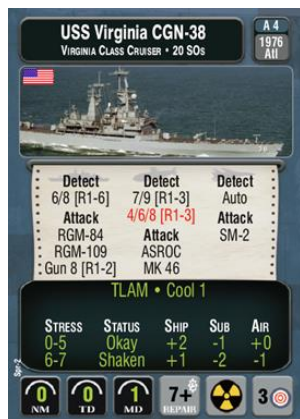 USS Virginia CGN-38
Virginia Class Cruiser • 20 SOs
A 4
1976
Atl
Detect Detect Detect
6/8 [R1-6] 7/9 [R1-3] Auto
Attack 4/6/8 [R1-3] Attack
RGM-84 Attack SM-2
RGM-109 ASROC
Gun 8 [R1-2] MK 46
TLAM • Cool 1
Stress Status Ship Sub Air
0-5 Okay +2 -1 +0
6-7 Shaken +1 -2 -1
Spr-2
0 0 1 7+ 3
NM TD MD REPAIR